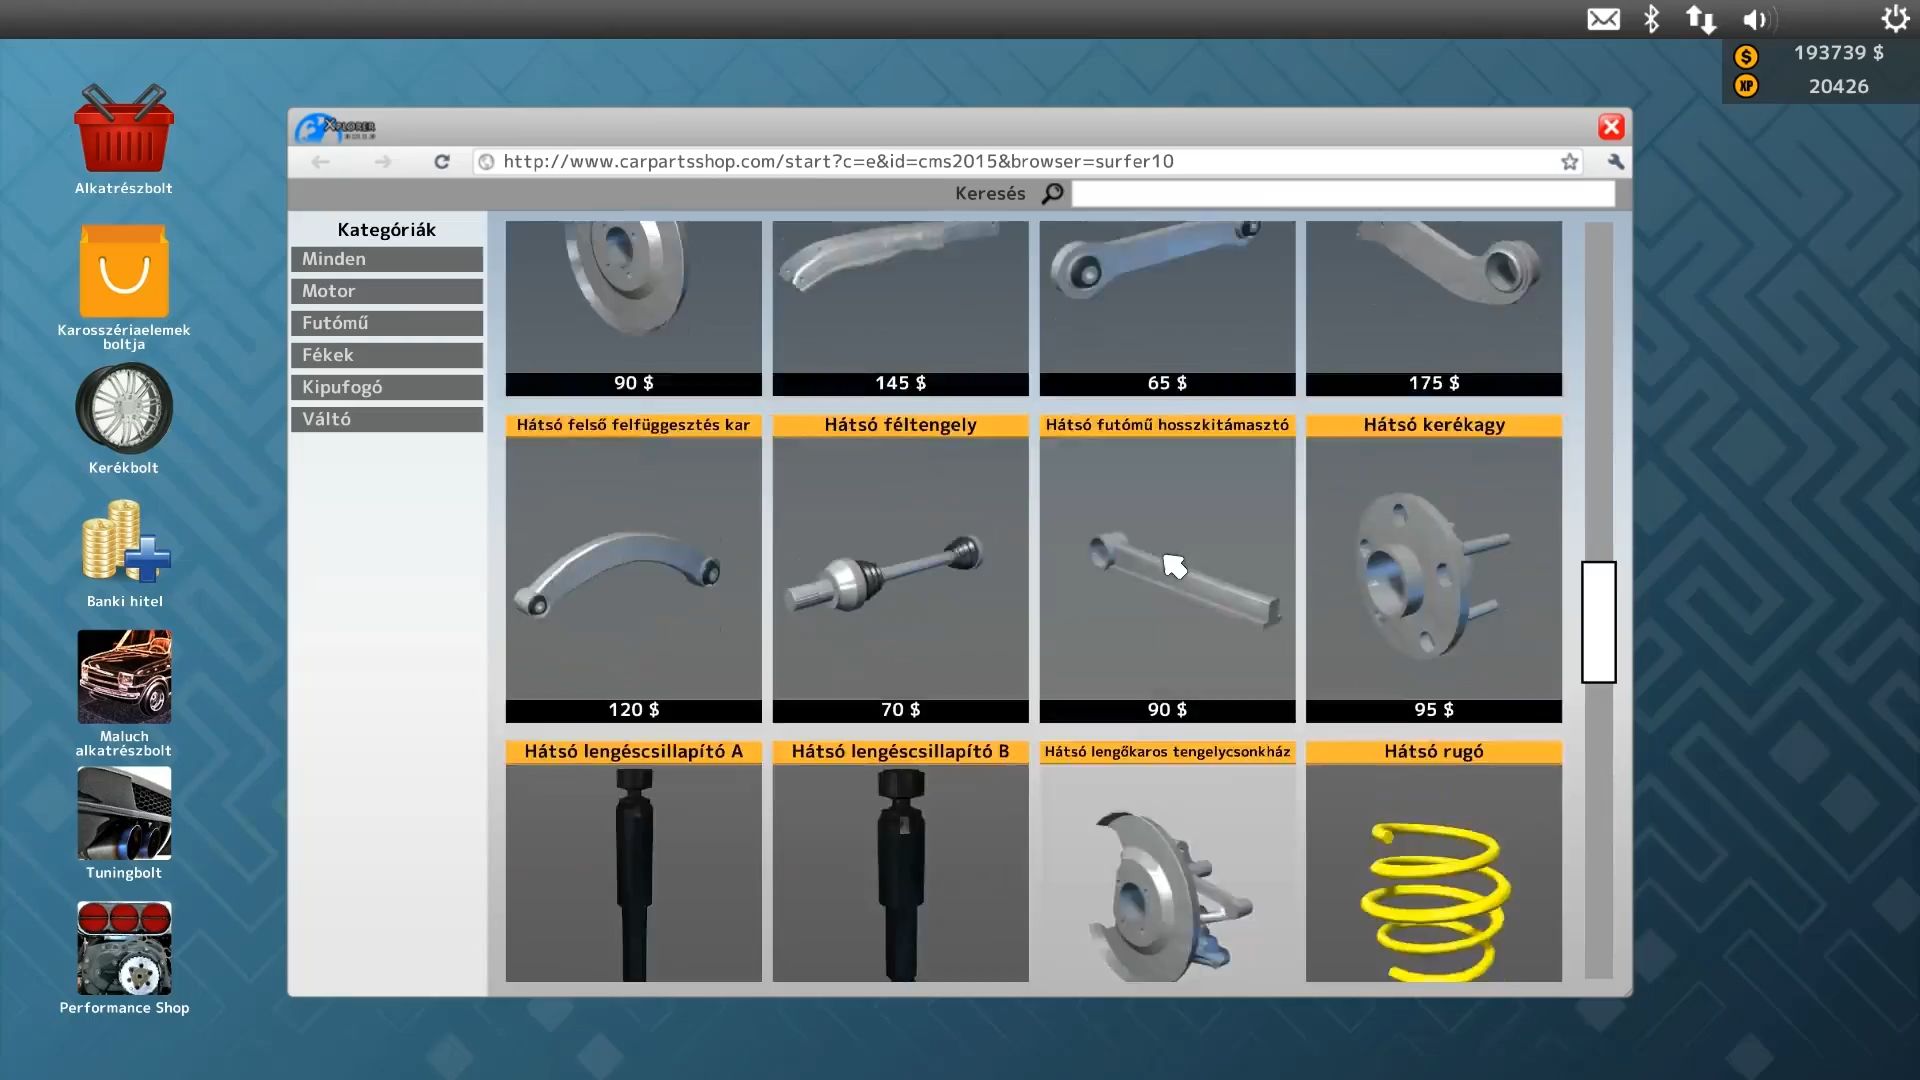 193739 $
XP
20426
Alkatrészbolt
Karosszériaelemek
boltja
Kerékbolt
Banki hitel
Maluch
alkatrészbolt
Tuningbolt
Performance Shop
XPLORER
http://www.carpartsshop.com/start?c=e&id=cms2015&browser=surfer10
Keresés
Kategóriák
Minden
Motor
Futómű
Fékek
Kipufogó
Váltó
90 $
145 $
65 $
175 $
Hátsó felső felfüggesztés kar
Hátsó féltengely
Hátsó futómű hosszkitámasztó
Hátsó kerékagy
120 $
70 $
90 $
95 $
Hátsó lengéscsillapító A
Hátsó lengéscsillapító B
Hátsó lengőkaros tengelycsonkház
Hátsó rugó